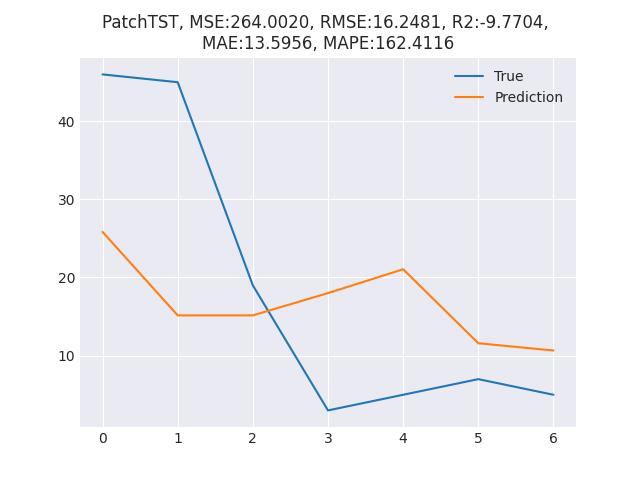 PatchTST, MSE:264.0020, RMSE:16.2481, R2:-9.7704,
MAE:13.5956, MAPE:162.4116
True
Prediction
40
30
20
10
0 1 2 3 4 5 6